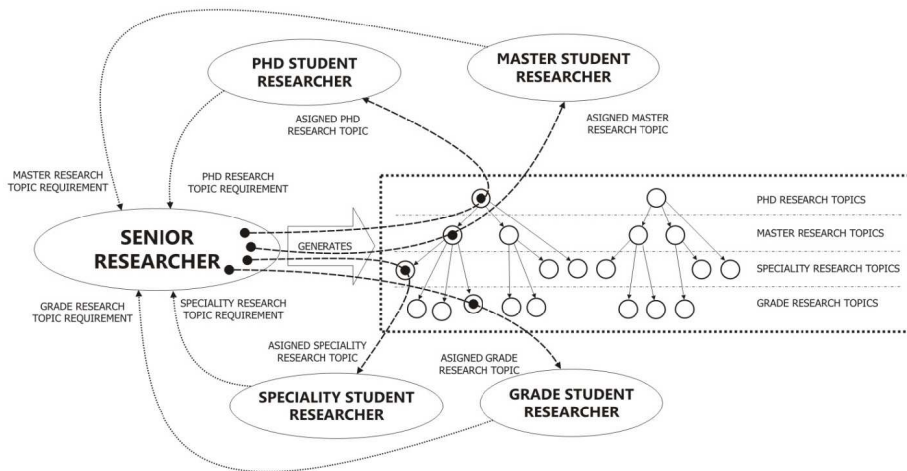 PHD STUDENT
RESEARCHER
MASTER STUDENT
RESEARCHER
ASIGNED PHD
RESEARCH TOPIC
ASIGNED MASTER
RESEARCH TOPIC
MASTER RESEARCH
TOPIC REQUIREMENT
PHD RESEARCH
TOPIC REQUIREMENT
PHD RESEARCH TOPICS
SENIOR
RESEARCHER
GENERATES
MASTER RESEARCH TOPICS
SPECIALITY RESEARCH TOPICS
GRADE RESEARCH TOPICS
GRADE RESEARCH
TOPIC REQUIREMENT
SPECIALITY RESEARCH
TOPIC REQUIREMENT
ASIGNED SPECIALITY
RESEARCH TOPIC
ASIGNED GRADE
RESEARCH TOPIC
SPECIALITY STUDENT
RESEARCHER
GRADE STUDENT
RESEARCHER